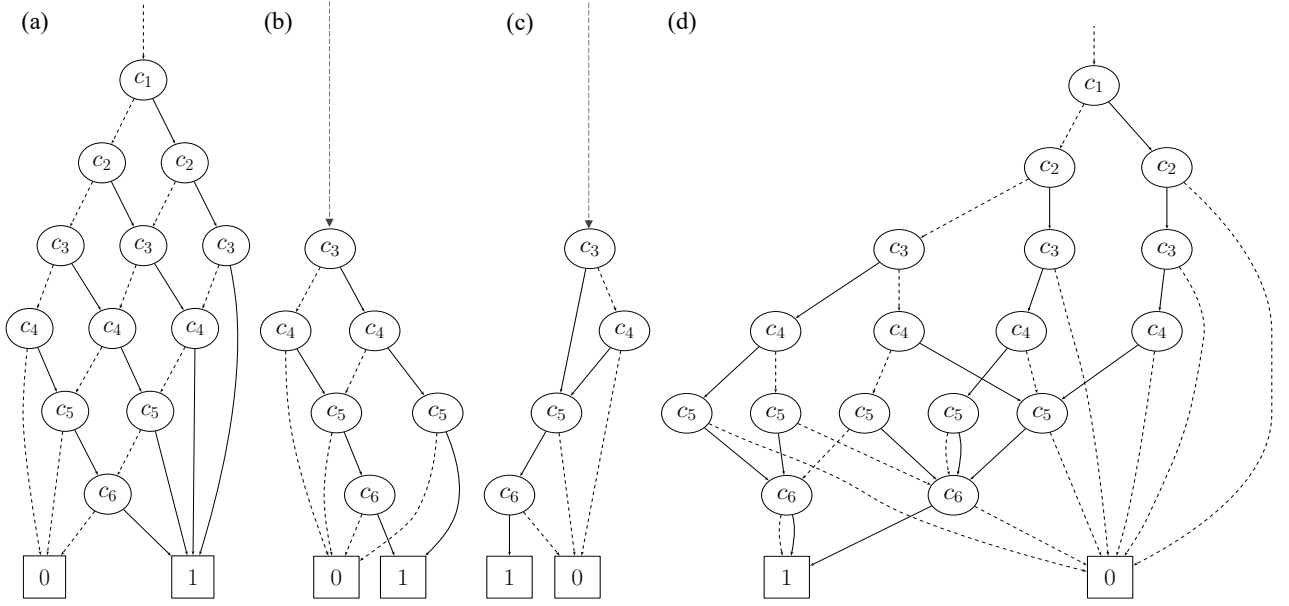 (a) (b) (c) (d)
c₁ c₁
c₂ c₂ c₂ c₂
c₃ c₃ c₃ c₃ c₃ c₃ c₃ c₃
c₄ c₄ c₄ c₄ c₄ c₄ c₄ c₄ c₄ c₄
c₅ c₅ c₅ c₅ c₅ c₅ c₅ c₅ c₅ c₅
c₆ c₆ c₆ c₆ c₆
0 1 0 1 1 0 1 0